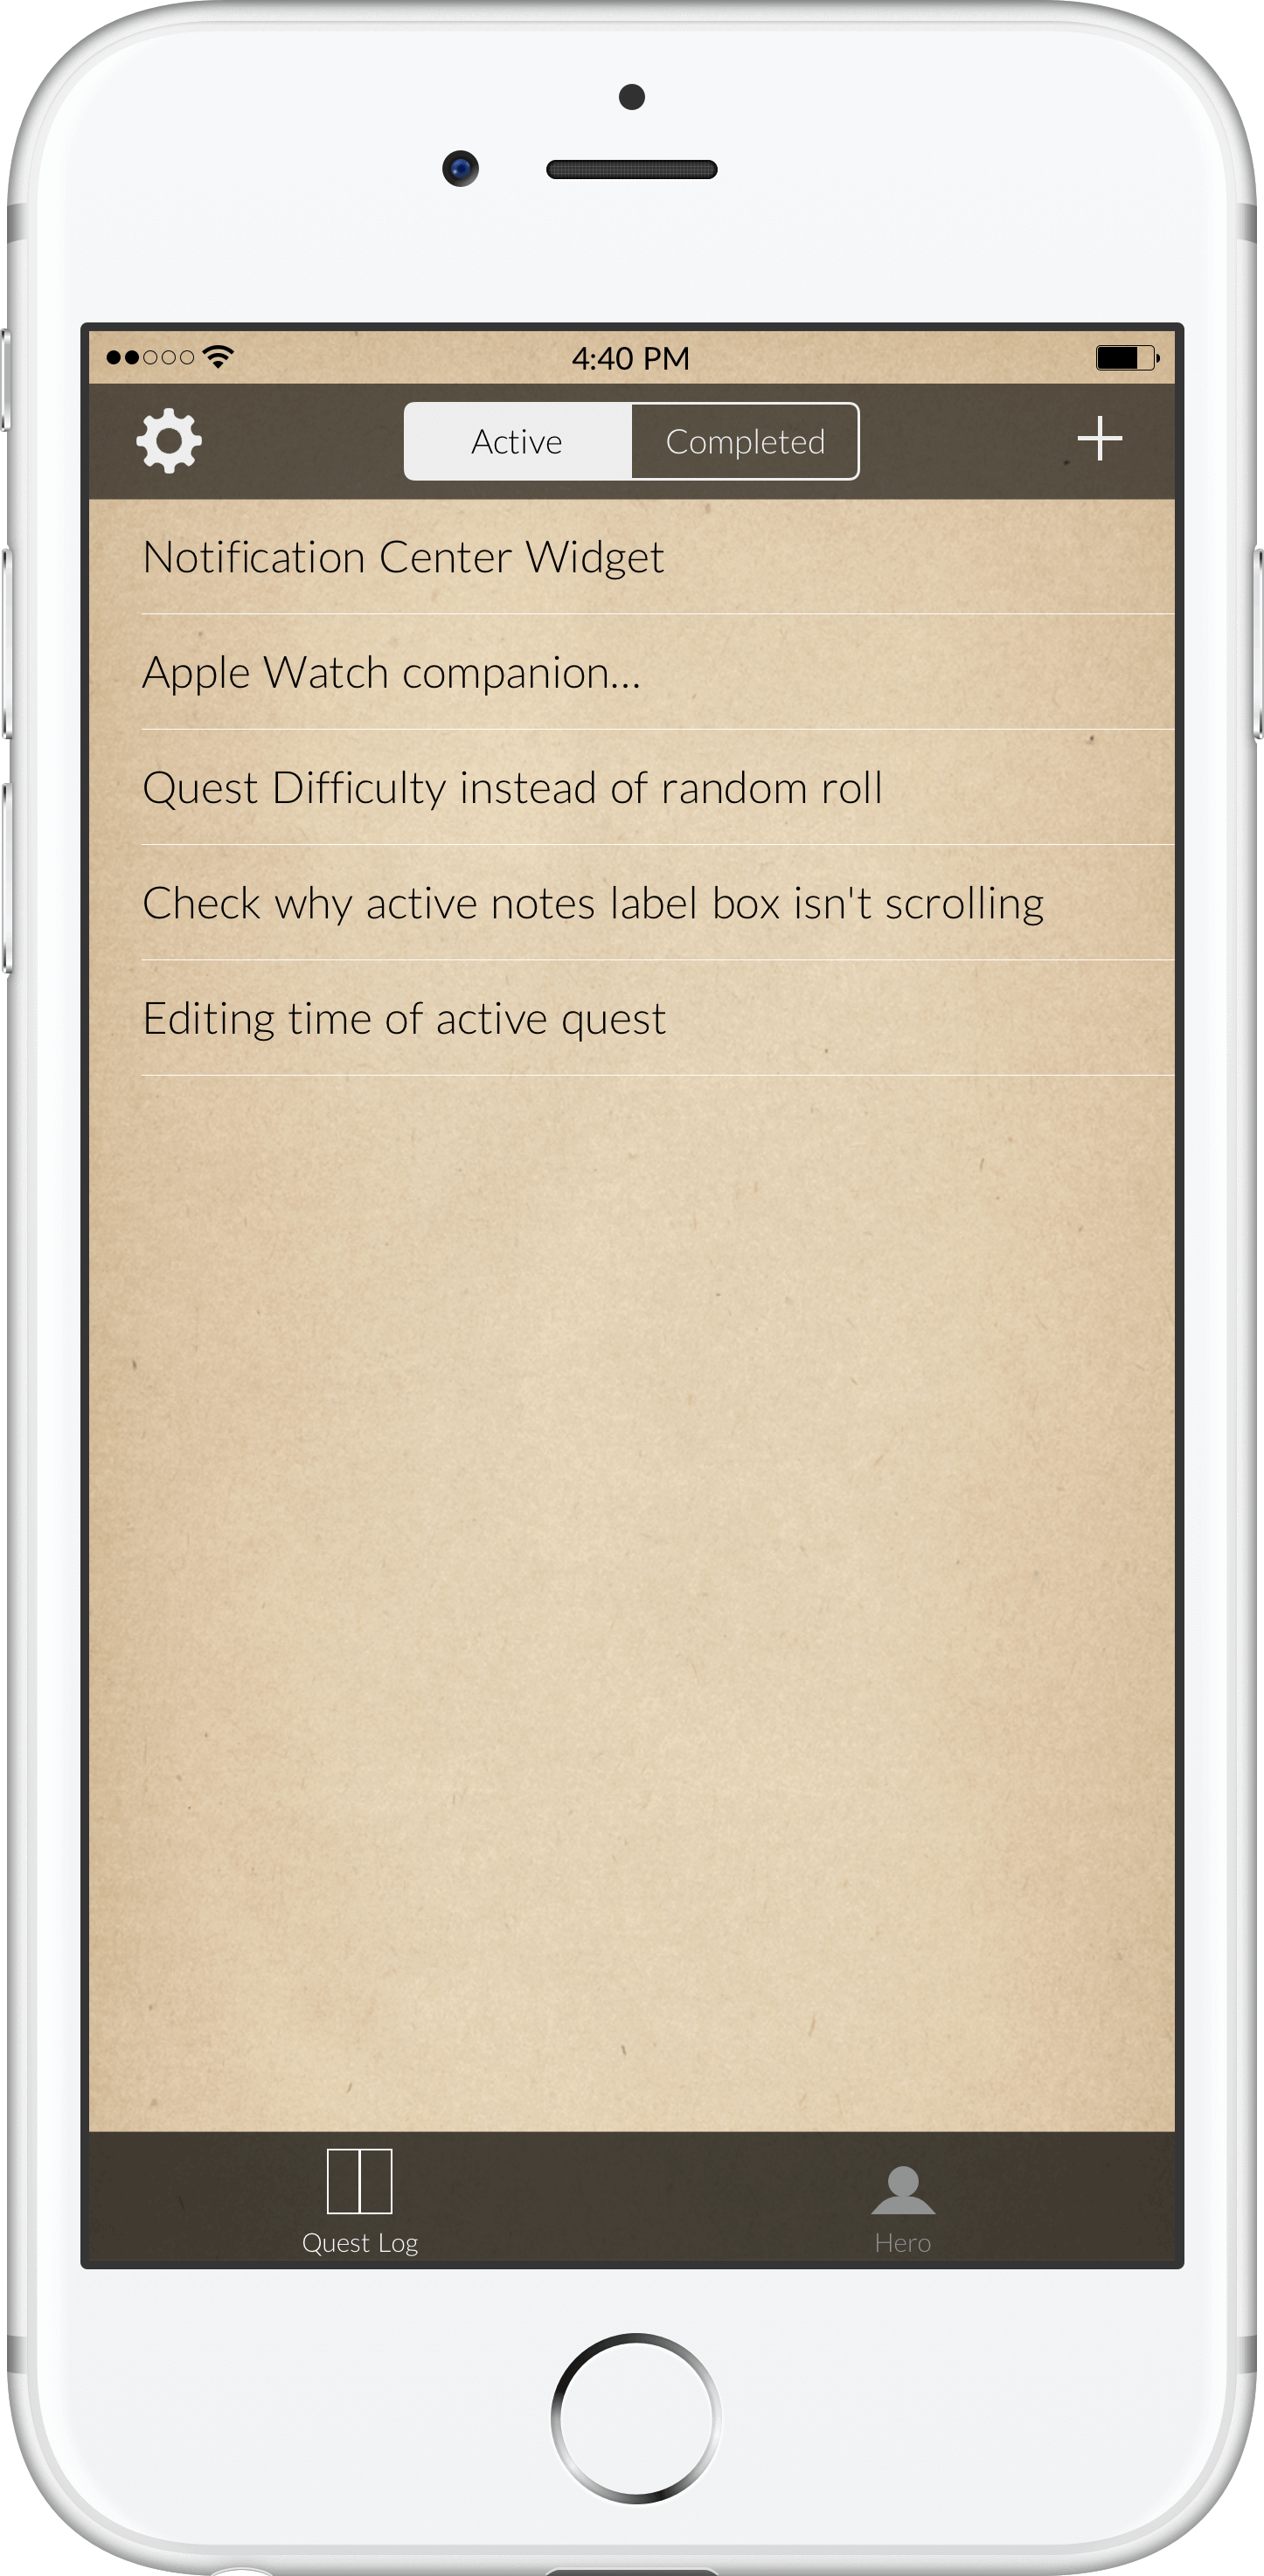 4:40 PM
Active
Completed
Notification Center Widget
Apple Watch companion...
Quest Difficulty instead of random roll
Check why active notes label box isn't scrolling
Editing time of active quest
Quest Log
Hero